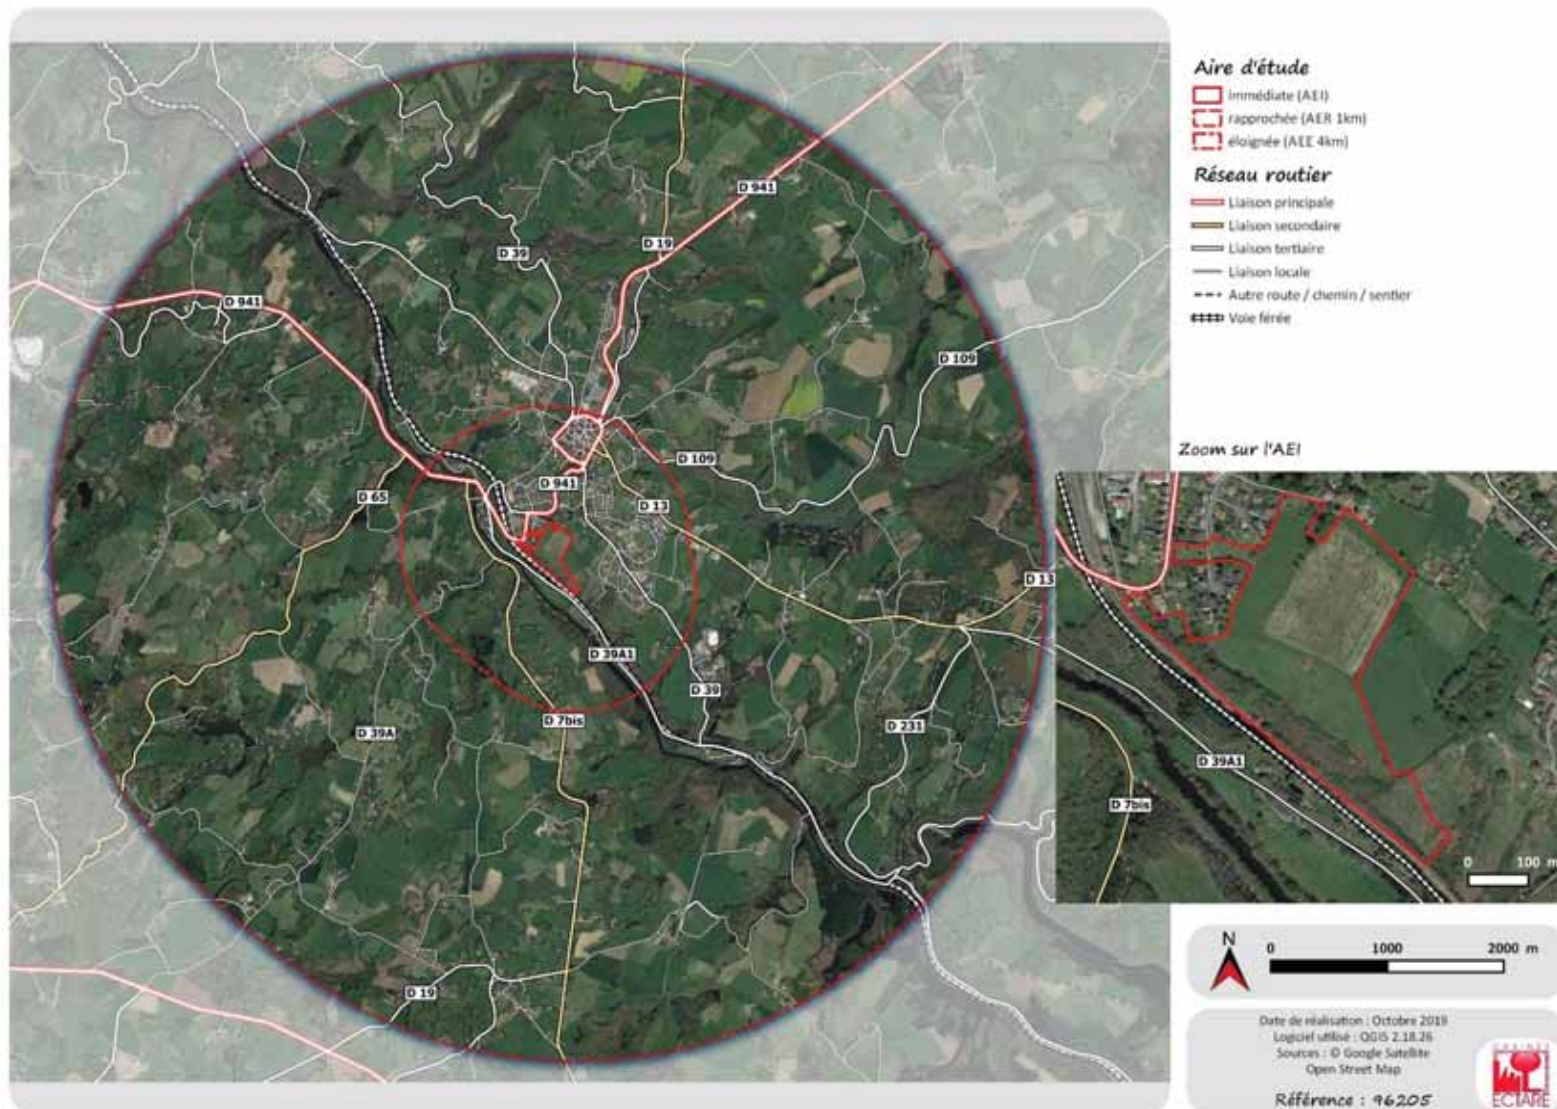 Aire d'étude
immédiate (AEI)
rapprochée (AER 1km)
éloignée (AEE 4km)
Réseau routier
Liaison principale
Liaison secondaire
Liaison tertiaire
Liaison locale
Autre route / chemin / sentier
Voie férée
D 941
D 19
D 39
D 941
D 109
D 109
D 941
D 65
D 13
D 13
D 39A1
D 39
D 7bis
D 231
D 39A
D 19
Zoom sur l'AEI
D 39A1
D 7bis
0 100 m
N
0 1000 2000 m
Date de réalisation : Octobre 2019
Logiciel utilisé : QGIS 2.18.26
Sources : © Google Satellite
Open Street Map
Référence : 96205
ECTARE